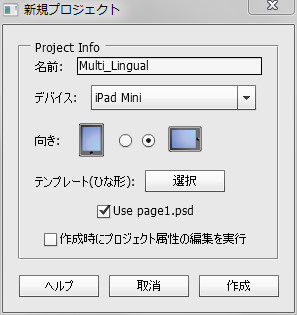 新規プロジェクト
Project Info
名前: Multi_Lingual
デバイス: iPad Mini
向き:
テンプレート(ひな形): 選択
Use page1.psd
作成時にプロジェクト属性の編集を実行
ヘルプ 取消 作成